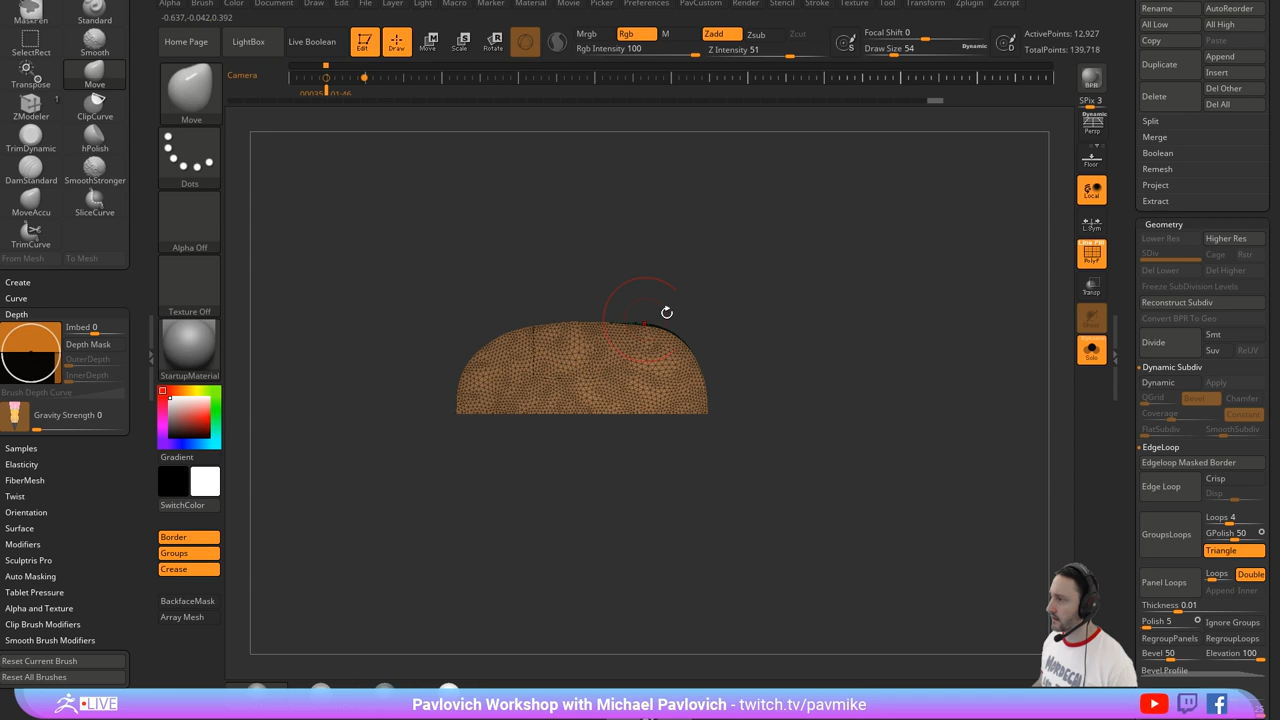 Alpha Brush Color Document Draw Edit File Layer Light Macro Marker Material Movie Picker Preferences PavCustom Render Stencil Stroke Texture Tool Transform Zplugin Zscript
-0.637,-0.042,0.392
MaskPen Standard
SelectRect Smooth
Transpose Move
1
ZModeler ClipCurve
TrimDynamic hPolish
DamStandard SmoothStronger
MoveAccu SliceCurve
TrimCurve
From Mesh To Mesh
Create
Curve
Depth
Imbed 0
Depth Mask
OuterDepth
InnerDepth
Brush Depth Curve
Gravity Strength 0
Samples
Elasticity
FiberMesh
Twist
Orientation
Surface
Modifiers
Sculptris Pro
Auto Masking
Tablet Pressure
Alpha and Texture
Clip Brush Modifiers
Smooth Brush Modifiers
Reset Current Brush
Reset All Brushes
Home Page LightBox Live Boolean Edit Draw Move Scale Rotate
Mrgb Rgb M Zadd Zsub Zcut
Rgb Intensity 100 Z Intensity 51
Focal Shift 0
Draw Size 54 Dynamic
S D
ActivePoints: 12,927
TotalPoints: 139,718
Camera
Move
Dots
Alpha Off
Texture Off
StartupMaterial
Gradient
SwitchColor
Border
Groups
Crease
BackfaceMask
Array Mesh
BPR
SPix 3
Dynamic
Persp
Floor
Local
L.Sym
Line Fill
PolyF
Transp
Solo
Rename AutoReorder
All Low All High
Copy Paste
Duplicate Append
Insert
Delete Del Other
Del All
Split
Merge
Boolean
Remesh
Project
Extract
Geometry
Lower Res Higher Res
SDiv Cage Rstr
Del Lower Del Higher
Freeze SubDivision Levels
Reconstruct Subdiv
Convert BPR To Geo
Divide Smt
Suv ReUV
Dynamic Subdiv
Dynamic Apply
QGrid Bevel Chamfer
Coverage Constant
FlatSubdiv SmoothSubdiv
EdgeLoop
Edgeloop Masked Border
Edge Loop Crisp
Disp
GroupsLoops Loops 4
GPolish 50
Triangle
Panel Loops Loops Double
Append Inner
Thickness 0.01
Polish 5 Ignore Groups
RegroupPanels RegroupLoops
Bevel 50 Elevation 100
Bevel Profile
MORDECAI
LIVE
Pavlovich Workshop with Michael Pavlovich - twitch.tv/pavmike